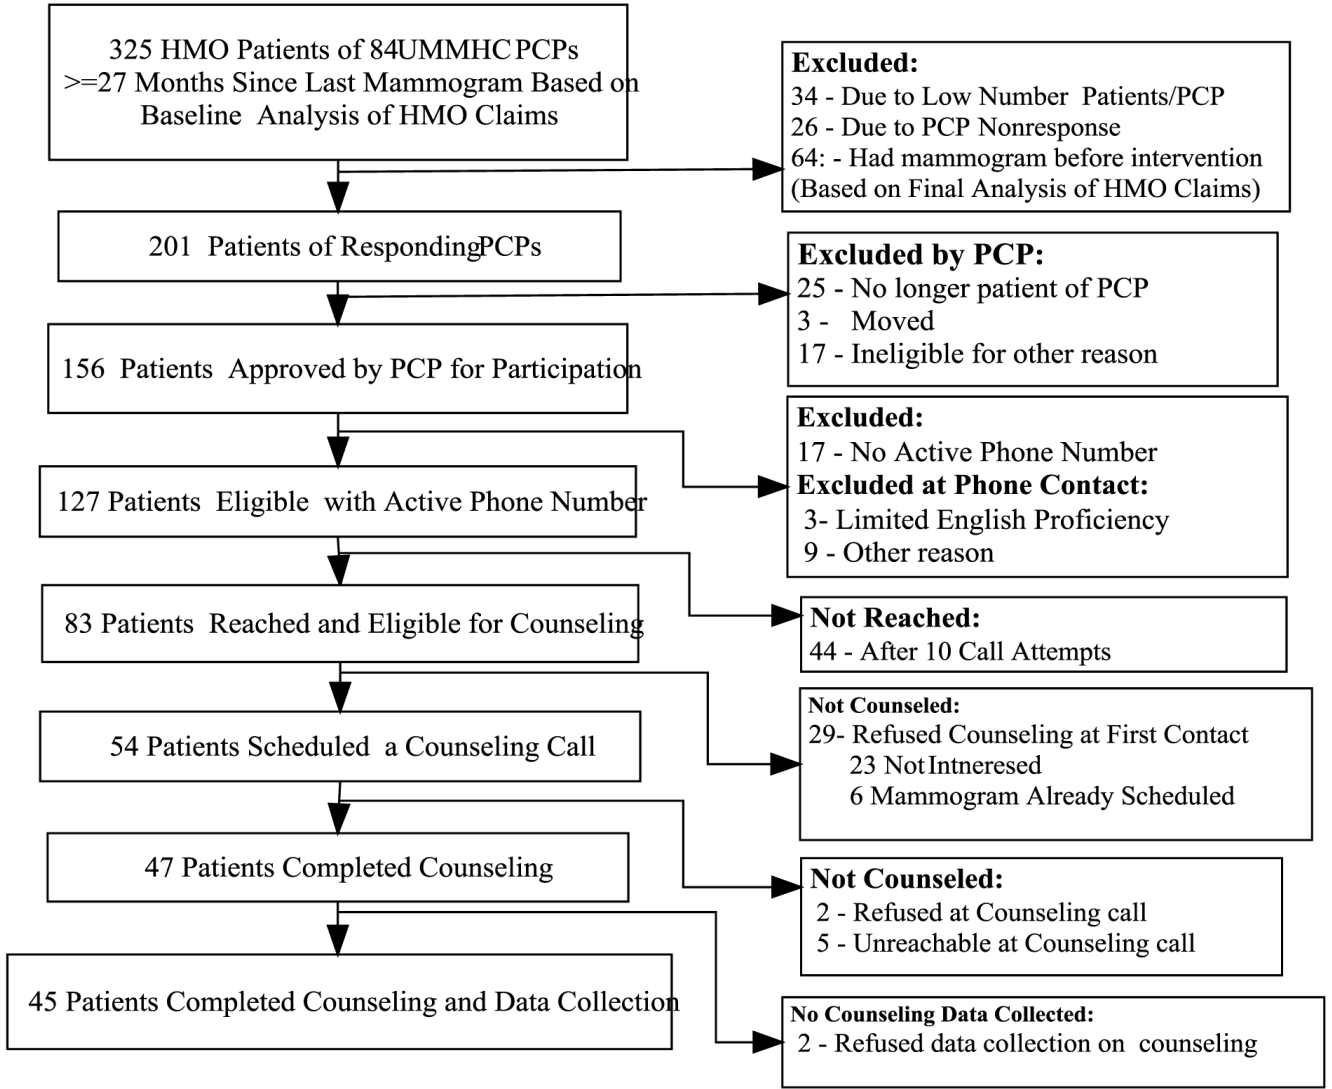 325 HMO Patients of 84UMMHC PCPs
>=27 Months Since Last Mammogram Based on
Baseline Analysis of HMO Claims
Excluded:
34 - Due to Low Number Patients/PCP
26 - Due to PCP Nonresponse
64: - Had mammogram before intervention
(Based on Final Analysis of HMO Claims)
201 Patients of RespondingPCPs
Excluded by PCP:
25 - No longer patient of PCP
3 - Moved
17 - Ineligible for other reason
156 Patients Approved by PCP for Participation
Excluded:
17 - No Active Phone Number
Excluded at Phone Contact:
3- Limited English Proficiency
9 - Other reason
127 Patients Eligible with Active Phone Number
83 Patients Reached and Eligible for Counseling
Not Reached:
44 - After 10 Call Attempts
54 Patients Scheduled a Counseling Call
Not Counseled:
29- Refused Counseling at First Contact
23 Not Intneresed
6 Mammogram Already Scheduled
47 Patients Completed Counseling
Not Counseled:
2 - Refused at Counseling call
5 - Unreachable at Counseling call
45 Patients Completed Counseling and Data Collection
No Counseling Data Collected:
2 - Refused data collection on counseling